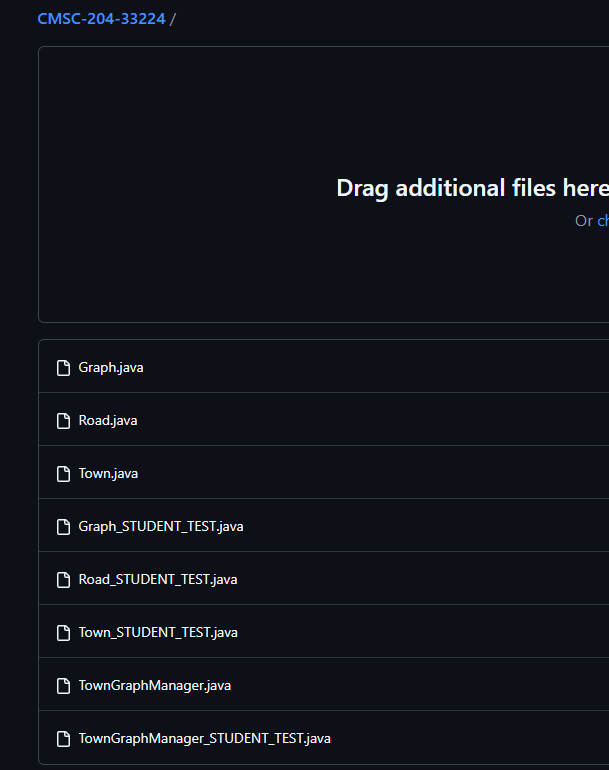 CMSC-204-33224 /
Drag additional files here
Or ch
Graph.java
Road.java
Town.java
Graph_STUDENT_TEST.java
Road_STUDENT_TEST.java
Town_STUDENT_TEST.java
TownGraphManager.java
TownGraphManager_STUDENT_TEST.java